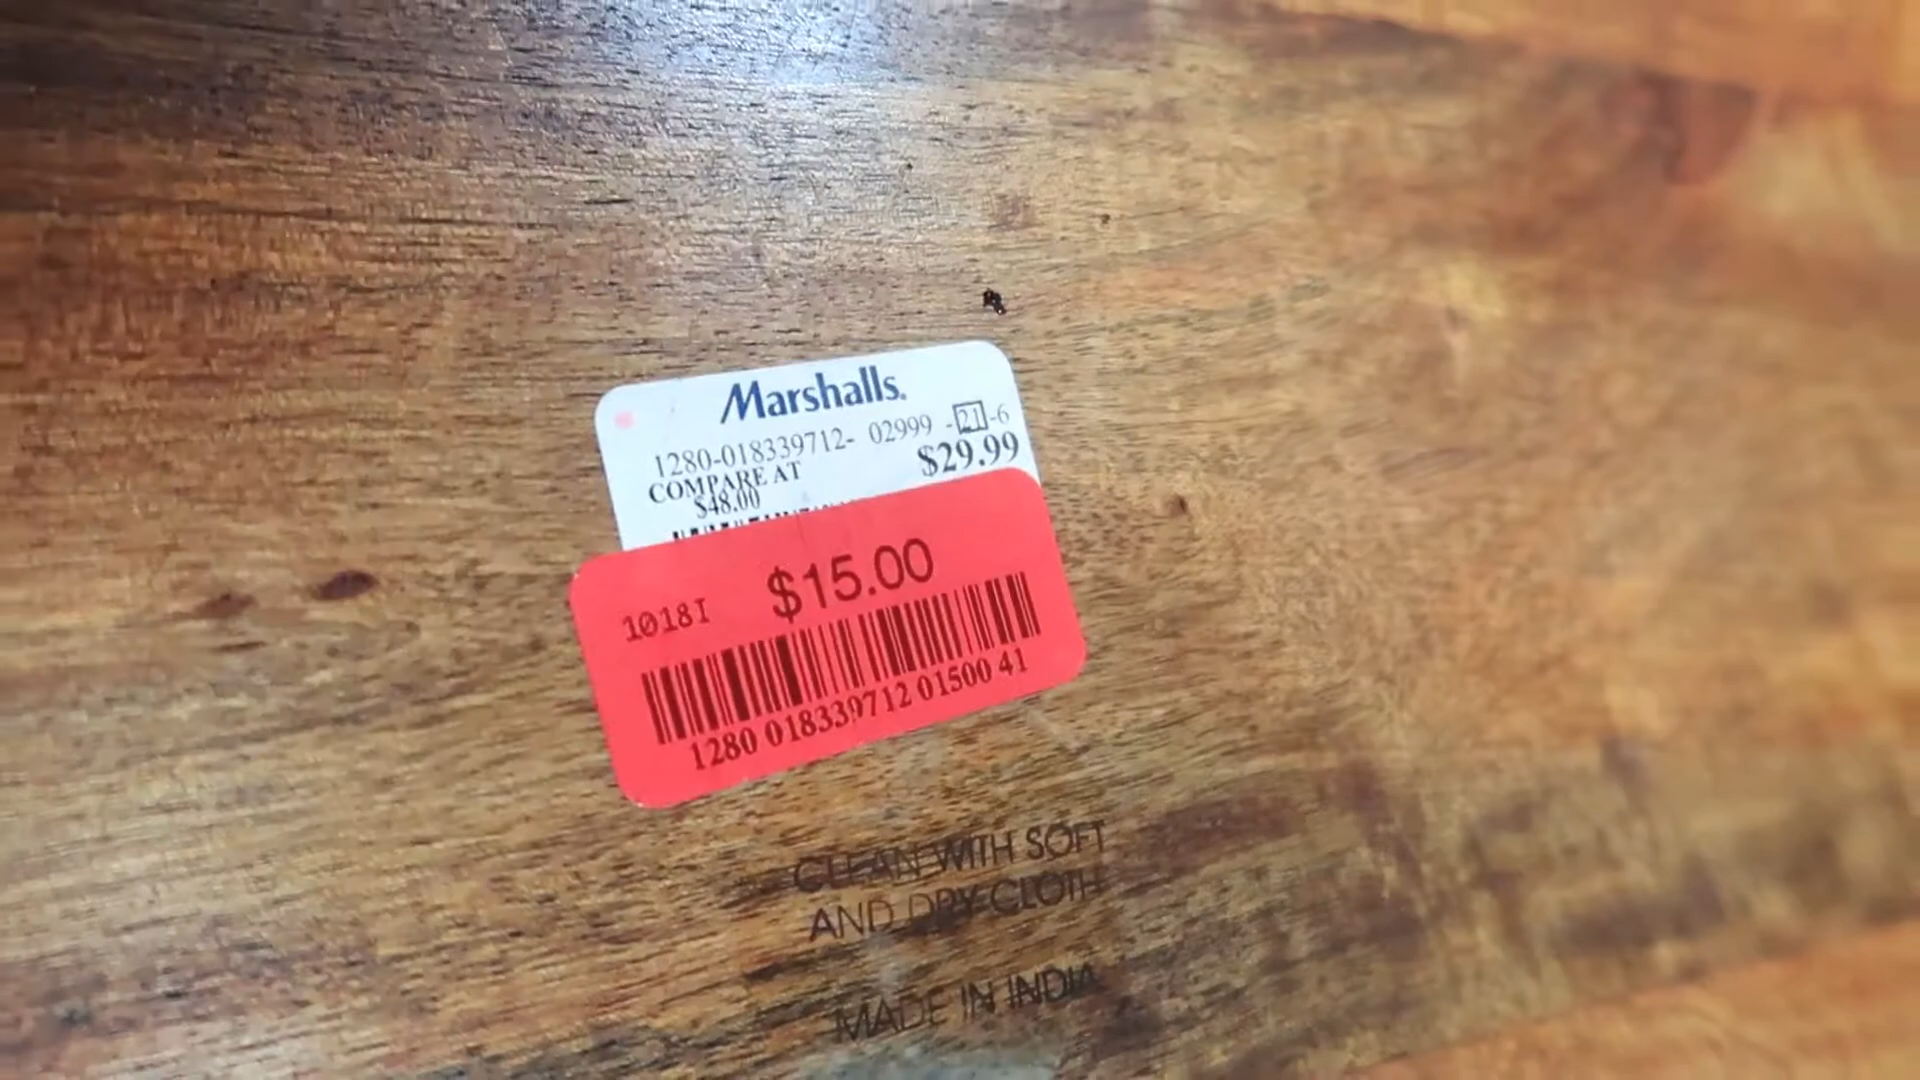 Marshalls.
1280-018339712- 02999 -21-6
COMPARE AT $29.99
$48.00
1018I $15.00
1280 018339712 01500 41
CLEAN WITH SOFT
AND DRY CLOTH
MADE IN INDIA